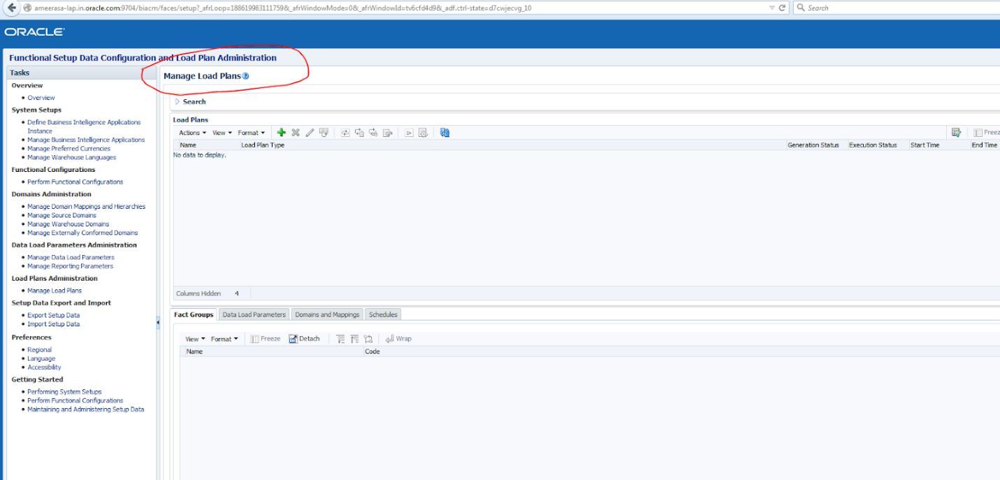 ameerasa-lap.in.oracle.com:9704/biacm/faces/setup?_afrLoop=188619983111759&_afrWindowMode=0&_afrWindowId=tv6cfd4d9&_adf.ctrl-state=d7cwjecvg_10
Search
ORACLE
Functional Setup Data Configuration and Load Plan Administration
Tasks
Overview
Overview
System Setups
Define Business Intelligence Applications
Instance
Manage Business Intelligence Applications
Manage Preferred Currencies
Manage Warehouse Languages
Functional Configurations
Perform Functional Configurations
Domains Administration
Manage Domain Mappings and Hierarchies
Manage Source Domains
Manage Warehouse Domains
Manage Externally Conformed Domains
Data Load Parameters Administration
Manage Data Load Parameters
Manage Reporting Parameters
Load Plans Administration
Manage Load Plans
Setup Data Export and Import
Export Setup Data
Import Setup Data
Preferences
Regional
Language
Accessibility
Getting Started
Performing System Setups
Perform Functional Configurations
Maintaining and Administering Setup Data
Manage Load Plans
Search
Load Plans
Actions View Format Freez
Name Load Plan Type Generation Status Execution Status Start Time End Time
No data to display.
Columns Hidden 4
Fact Groups Data Load Parameters Domains and Mappings Schedules
View Format Freeze Detach Wrap
Name Code